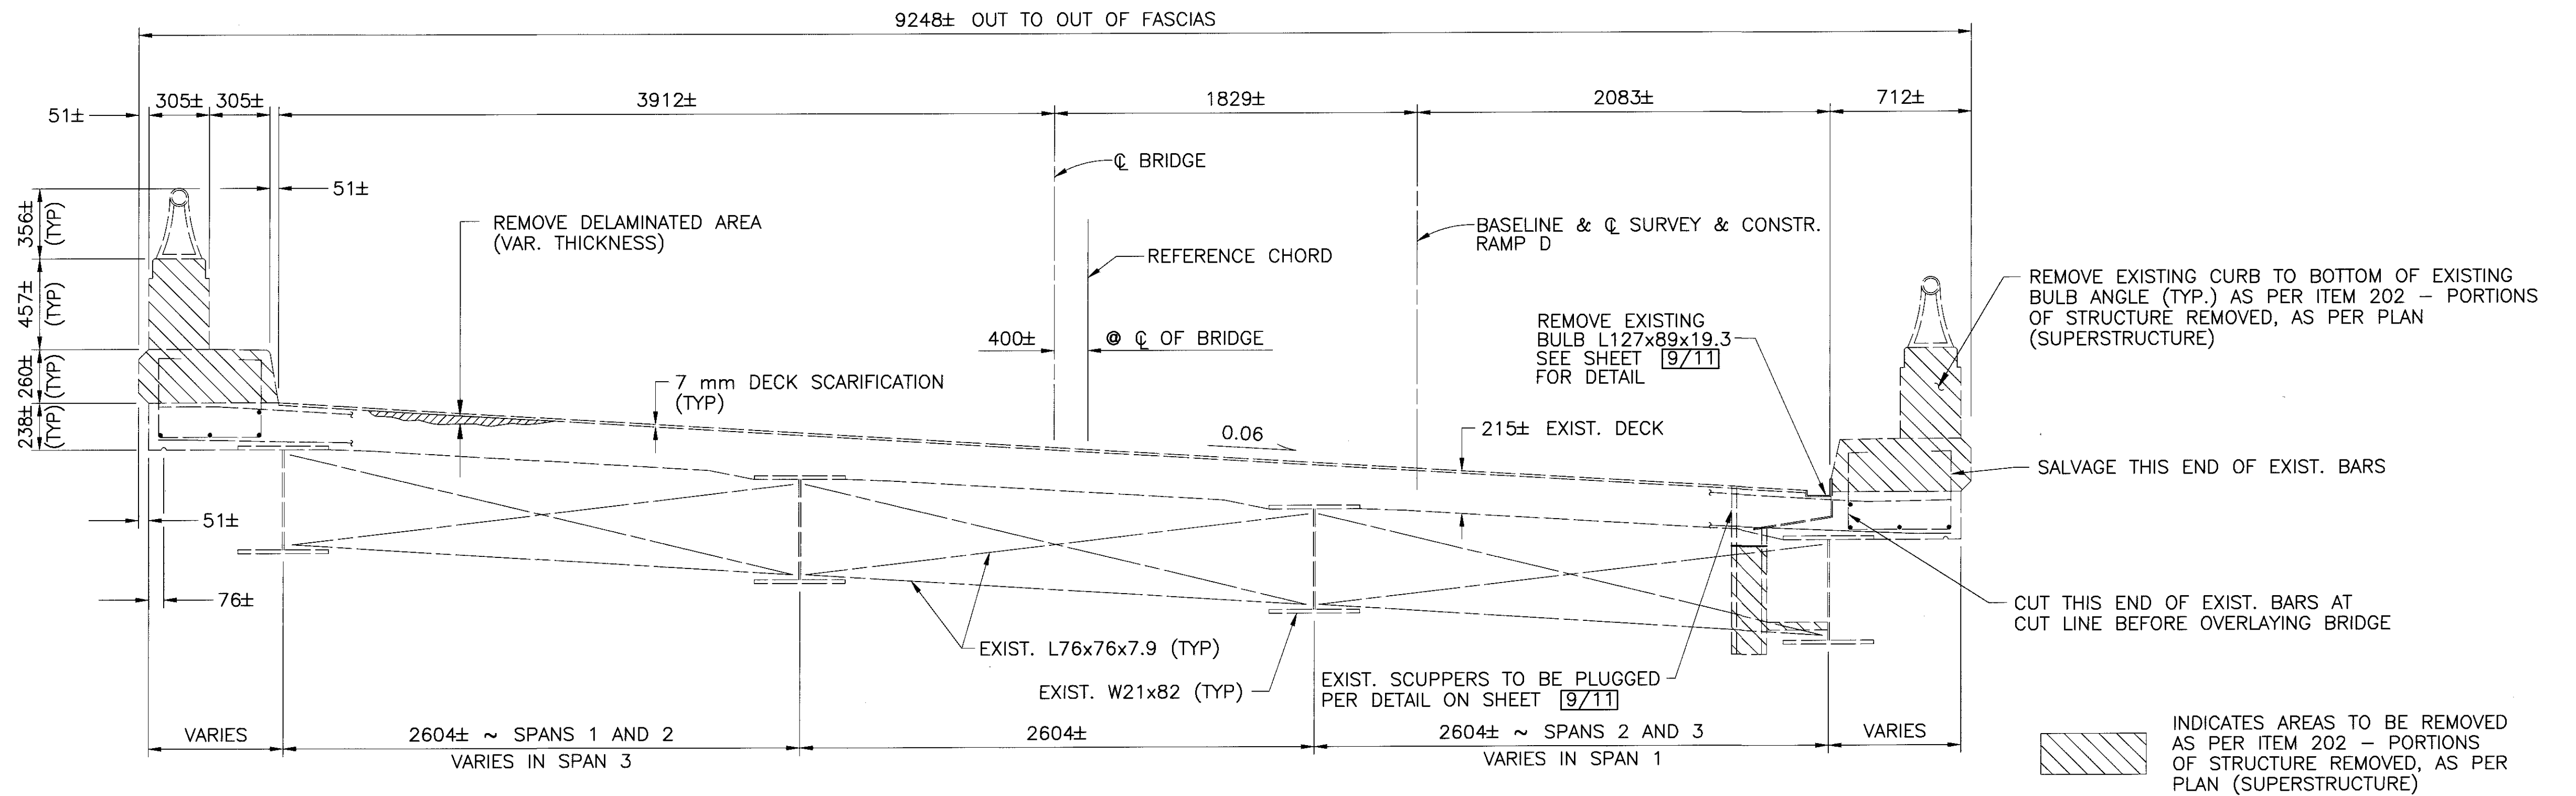 9248± OUT TO OUT OF FASCIAS
51±
305±
305±
3912±
1829±
2083±
712±
℄ BRIDGE
51±
356±
(TYP)
457±
(TYP)
260±
(TYP)
238±
(TYP)
REMOVE DELAMINATED AREA
(VAR. THICKNESS)
BASELINE & ℄ SURVEY & CONSTR.
RAMP D
REFERENCE CHORD
REMOVE EXISTING CURB TO BOTTOM OF EXISTING
BULB ANGLE (TYP.) AS PER ITEM 202 – PORTIONS
OF STRUCTURE REMOVED, AS PER PLAN
(SUPERSTRUCTURE)
400±
@ ℄ OF BRIDGE
REMOVE EXISTING
BULB L127x89x19.3
SEE SHEET 9/11
FOR DETAIL
7 mm DECK SCARIFICATION
(TYP)
0.06
215± EXIST. DECK
SALVAGE THIS END OF EXIST. BARS
51±
76±
CUT THIS END OF EXIST. BARS AT
CUT LINE BEFORE OVERLAYING BRIDGE
EXIST. L76x76x7.9 (TYP)
EXIST. W21x82 (TYP)
EXIST. SCUPPERS TO BE PLUGGED
PER DETAIL ON SHEET 9/11
VARIES
2604± ~ SPANS 1 AND 2
VARIES IN SPAN 3
2604±
2604± ~ SPANS 2 AND 3
VARIES IN SPAN 1
VARIES
INDICATES AREAS TO BE REMOVED
AS PER ITEM 202 – PORTIONS
OF STRUCTURE REMOVED, AS PER
PLAN (SUPERSTRUCTURE)